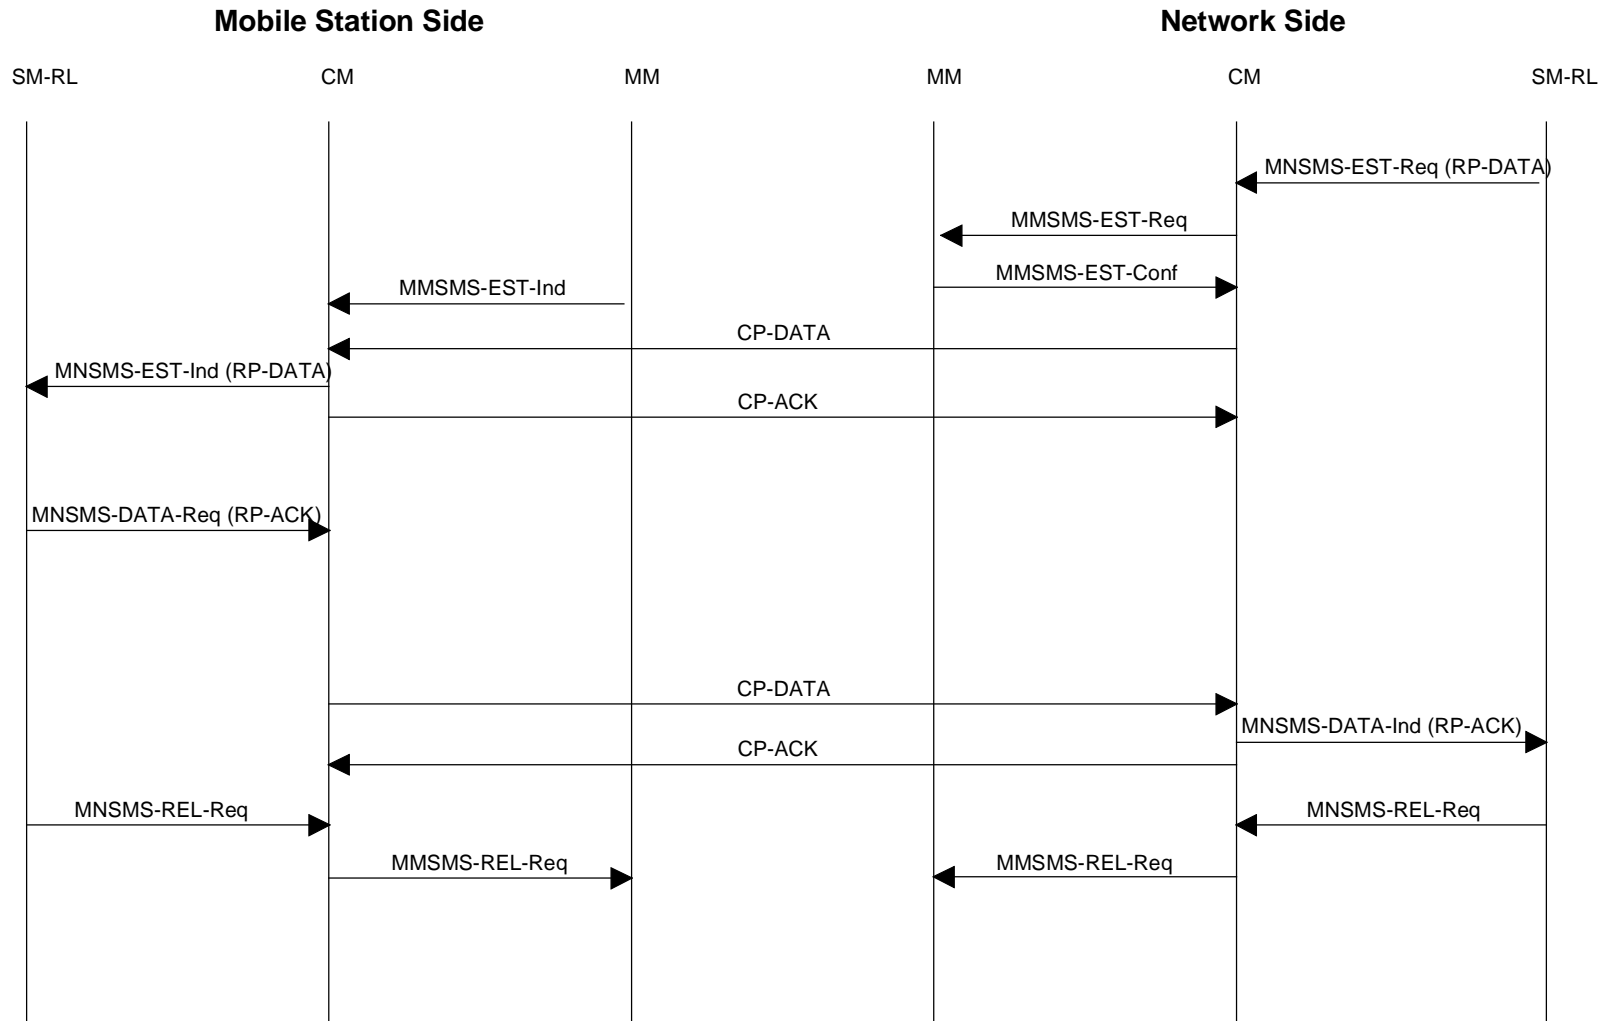 Mobile Station Side
Network Side
SM-RL
CM
MM
MM
CM
SM-RL
MNSMS-EST-Req (RP-DATA)
MMSMS-EST-Req
MMSMS-EST-Conf
MMSMS-EST-Ind
CP-DATA
MNSMS-EST-Ind (RP-DATA)
CP-ACK
MNSMS-DATA-Req (RP-ACK)
CP-DATA
MNSMS-DATA-Ind (RP-ACK)
CP-ACK
MNSMS-REL-Req
MNSMS-REL-Req
MMSMS-REL-Req
MMSMS-REL-Req